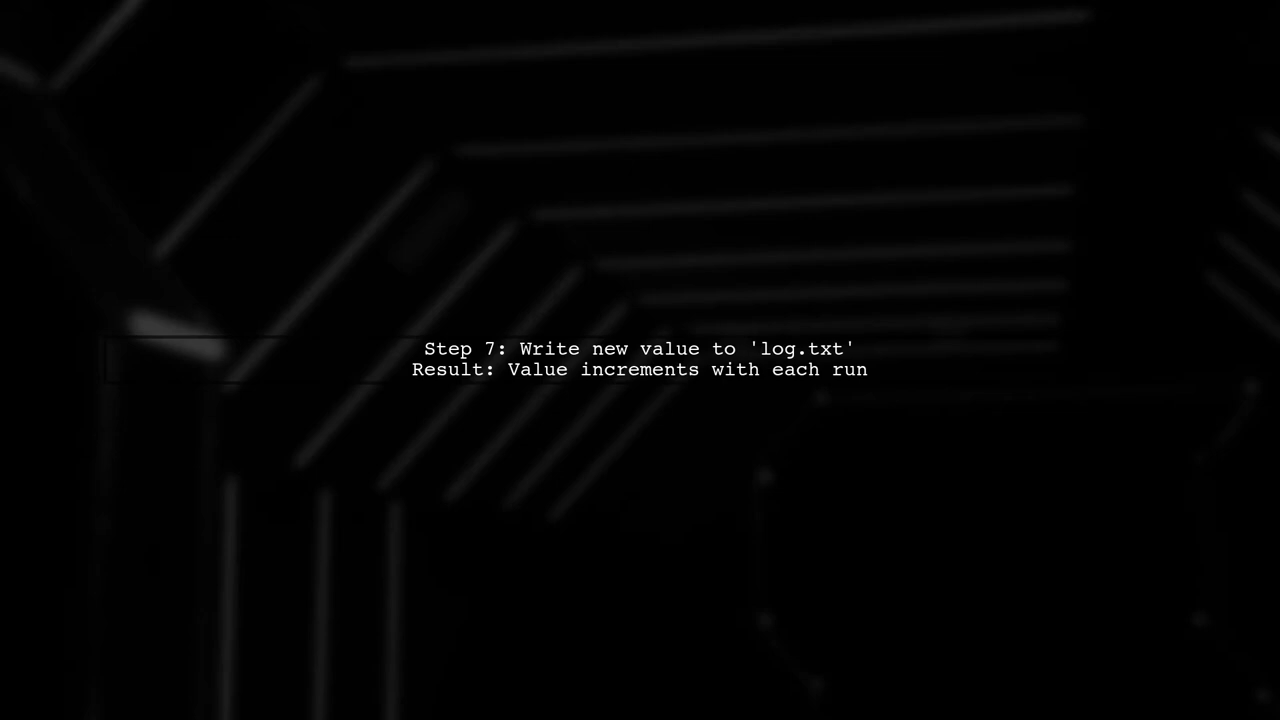 Step 7: Write new value to 'log.txt'
Result: Value increments with each run